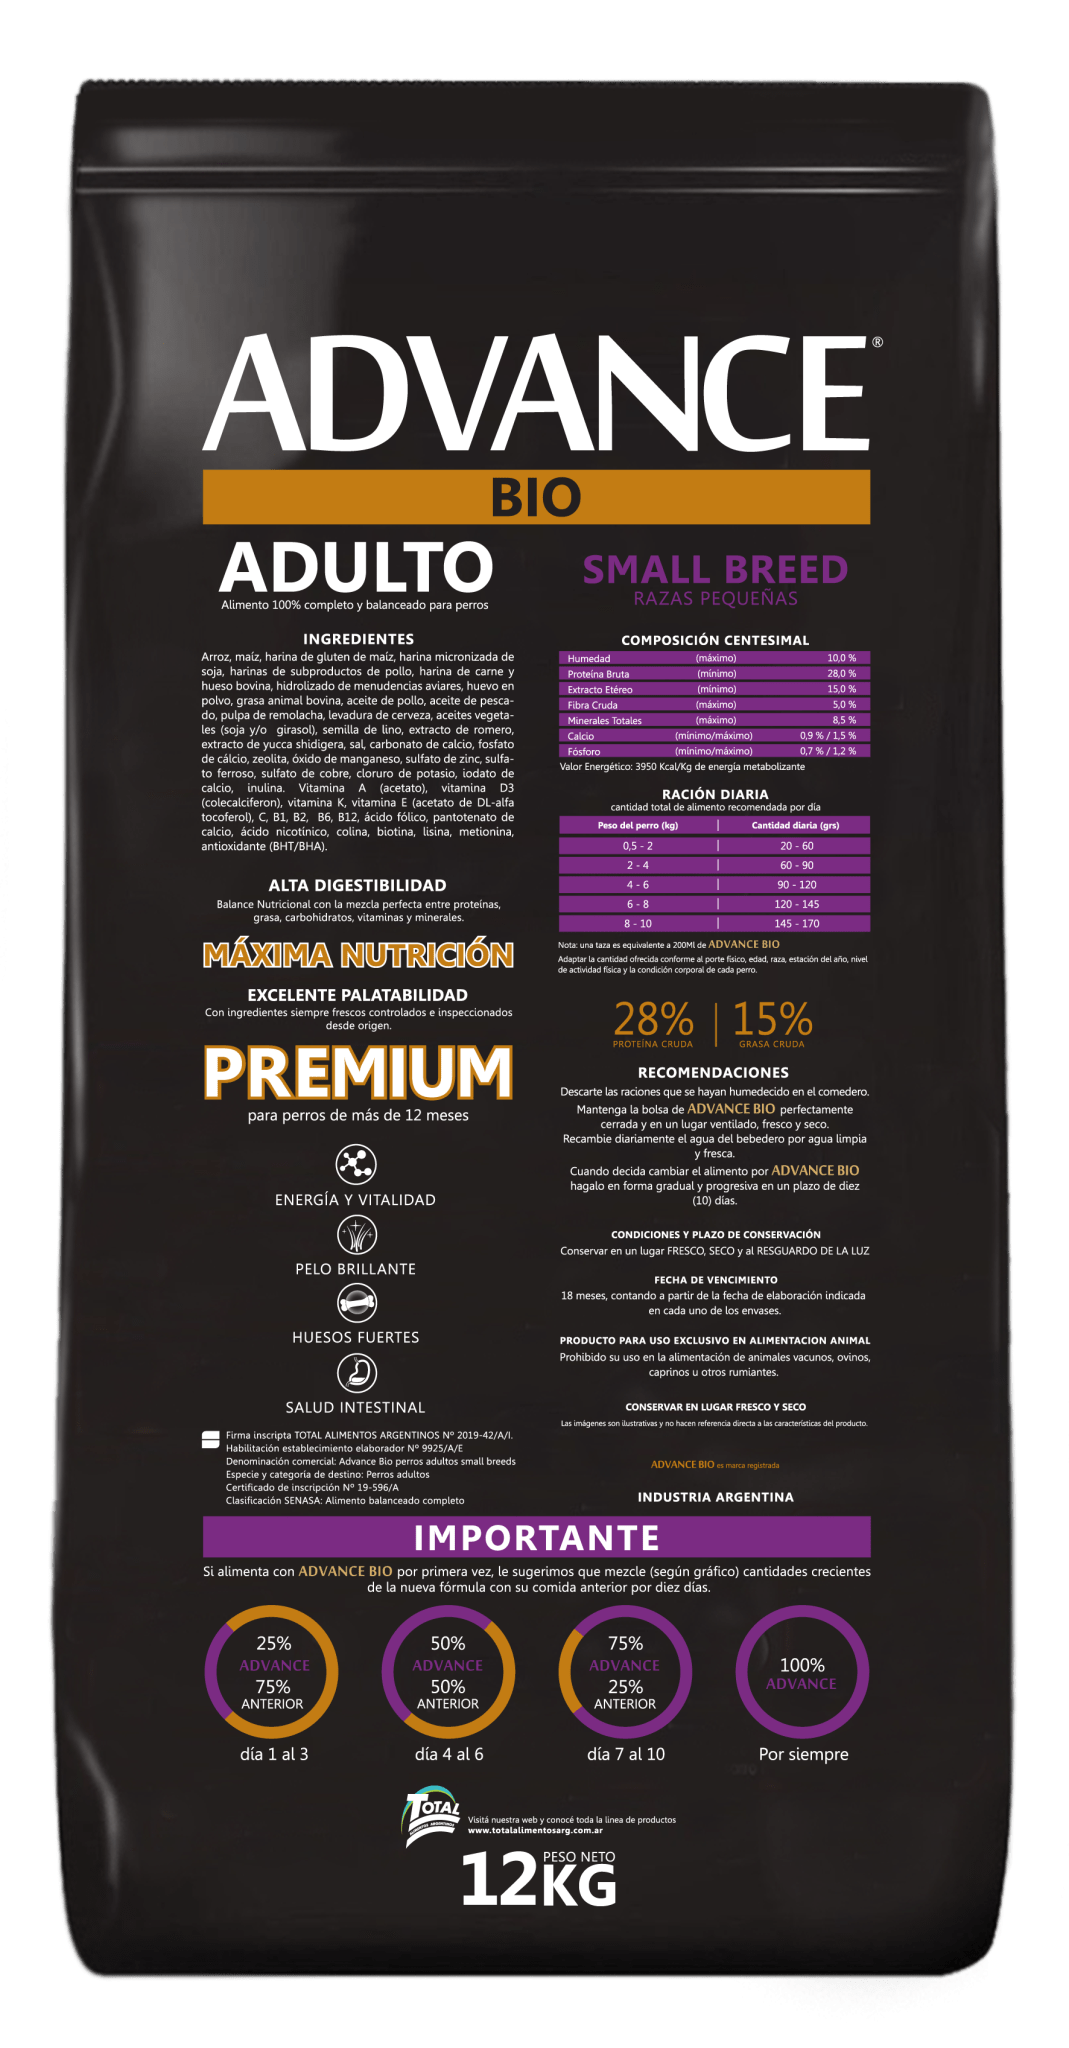 ADVANCE®
BIO
ADULTO
Alimento 100% completo y balanceado para perros
INGREDIENTES
Arroz, maíz, harina de gluten de maíz, harina micronizada de
soja, harinas de subproductos de pollo, harina de carne y
hueso bovina, hidrolizado de menudencias aviares, huevo en
polvo, grasa animal bovina, aceite de pollo, aceite de pesca-
do, pulpa de remolacha, levadura de cerveza, aceites vegeta-
les (soja y/o girasol), semilla de lino, extracto de romero,
extracto de yucca shidigera, sal, carbonato de calcio, fosfato
de cálcio, zeolita, óxido de manganeso, sulfato de zinc, sulfa-
to ferroso, sulfato de cobre, cloruro de potasio, iodato de
calcio, inulina. Vitamina A (acetato), vitamina D3
(colecalciferon), vitamina K, vitamina E (acetato de DL-alfa
tocoferol), C, B1, B2, B6, B12, ácido fólico, pantotenato de
calcio, ácido nicotínico, colina, biotina, lisina, metionina,
antioxidante (BHT/BHA).
ALTA DIGESTIBILIDAD
Balance Nutricional con la mezcla perfecta entre proteínas,
grasa, carbohidratos, vitaminas y minerales.
MÁXIMA NUTRICIÓN
EXCELENTE PALATABILIDAD
Con ingredientes siempre frescos controlados e inspeccionados
desde origen.
PREMIUM
para perros de más de 12 meses
ENERGÍA Y VITALIDAD
PELO BRILLANTE
HUESOS FUERTES
SALUD INTESTINAL
Firma inscripta TOTAL ALIMENTOS ARGENTINOS Nº 2019-42/A/I.
Habilitación establecimiento elaborador Nº 9925/A/E
Denominación comercial: Advance Bio perros adultos small breeds
Especie y categoría de destino: Perros adultos
Certificado de inscripción Nº 19-596/A
Clasificación SENASA: Alimento balanceado completo
SMALL BREED
RAZAS PEQUEÑAS
COMPOSICIÓN CENTESIMAL
Humedad (máximo) 10,0 %
Proteína Bruta (mínimo) 28,0 %
Extracto Etéreo (mínimo) 15,0 %
Fibra Cruda (máximo) 5,0 %
Minerales Totales (máximo) 8,5 %
Calcio (mínimo/máximo) 0,9 % / 1,5 %
Fósforo (mínimo/máximo) 0,7 % / 1,2 %
Valor Energético: 3950 Kcal/Kg de energía metabolizante
RACIÓN DIARIA
cantidad total de alimento recomendada por día
Peso del perro (kg) | Cantidad diaria (grs)
0,5 - 2 | 20 - 60
2 - 4 | 60 - 90
4 - 6 | 90 - 120
6 - 8 | 120 - 145
8 - 10 | 145 - 170
Nota: una taza es equivalente a 200Ml de ADVANCE BIO
Adaptar la cantidad ofrecida conforme al porte físico, edad, raza, estación del año, nivel
de actividad física y la condición corporal de cada perro.
28% | 15%
PROTEÍNA CRUDA GRASA CRUDA
RECOMENDACIONES
Descarte las raciones que se hayan humedecido en el comedero.
Mantenga la bolsa de ADVANCE BIO perfectamente
cerrada y en un lugar ventilado, fresco y seco.
Recambie diariamente el agua del bebedero por agua limpia
y fresca.
Cuando decida cambiar el alimento por ADVANCE BIO
hagalo en forma gradual y progresiva en un plazo de diez
(10) días.
CONDICIONES Y PLAZO DE CONSERVACIÓN
Conservar en un lugar FRESCO, SECO y al RESGUARDO DE LA LUZ
FECHA DE VENCIMIENTO
18 meses, contando a partir de la fecha de elaboración indicada
en cada uno de los envases.
PRODUCTO PARA USO EXCLUSIVO EN ALIMENTACION ANIMAL
Prohibido su uso en la alimentación de animales vacunos, ovinos,
caprinos u otros rumiantes.
CONSERVAR EN LUGAR FRESCO Y SECO
Las imágenes son ilustrativas y no hacen referencia directa a las características del producto.
ADVANCE BIO es marca registrada
INDUSTRIA ARGENTINA
IMPORTANTE
Si alimenta con ADVANCE BIO por primera vez, le sugerimos que mezcle (según gráfico) cantidades crecientes
de la nueva fórmula con su comida anterior por diez días.
25%
ADVANCE
75%
ANTERIOR
día 1 al 3
50%
ADVANCE
50%
ANTERIOR
día 4 al 6
75%
ADVANCE
25%
ANTERIOR
día 7 al 10
100%
ADVANCE
Por siempre
TOTAL
ALIMENTOS ARGENTINOS
Visitá nuestra web y conocé toda la linea de productos
www.totalalimentosarg.com.ar
PESO NETO
12KG